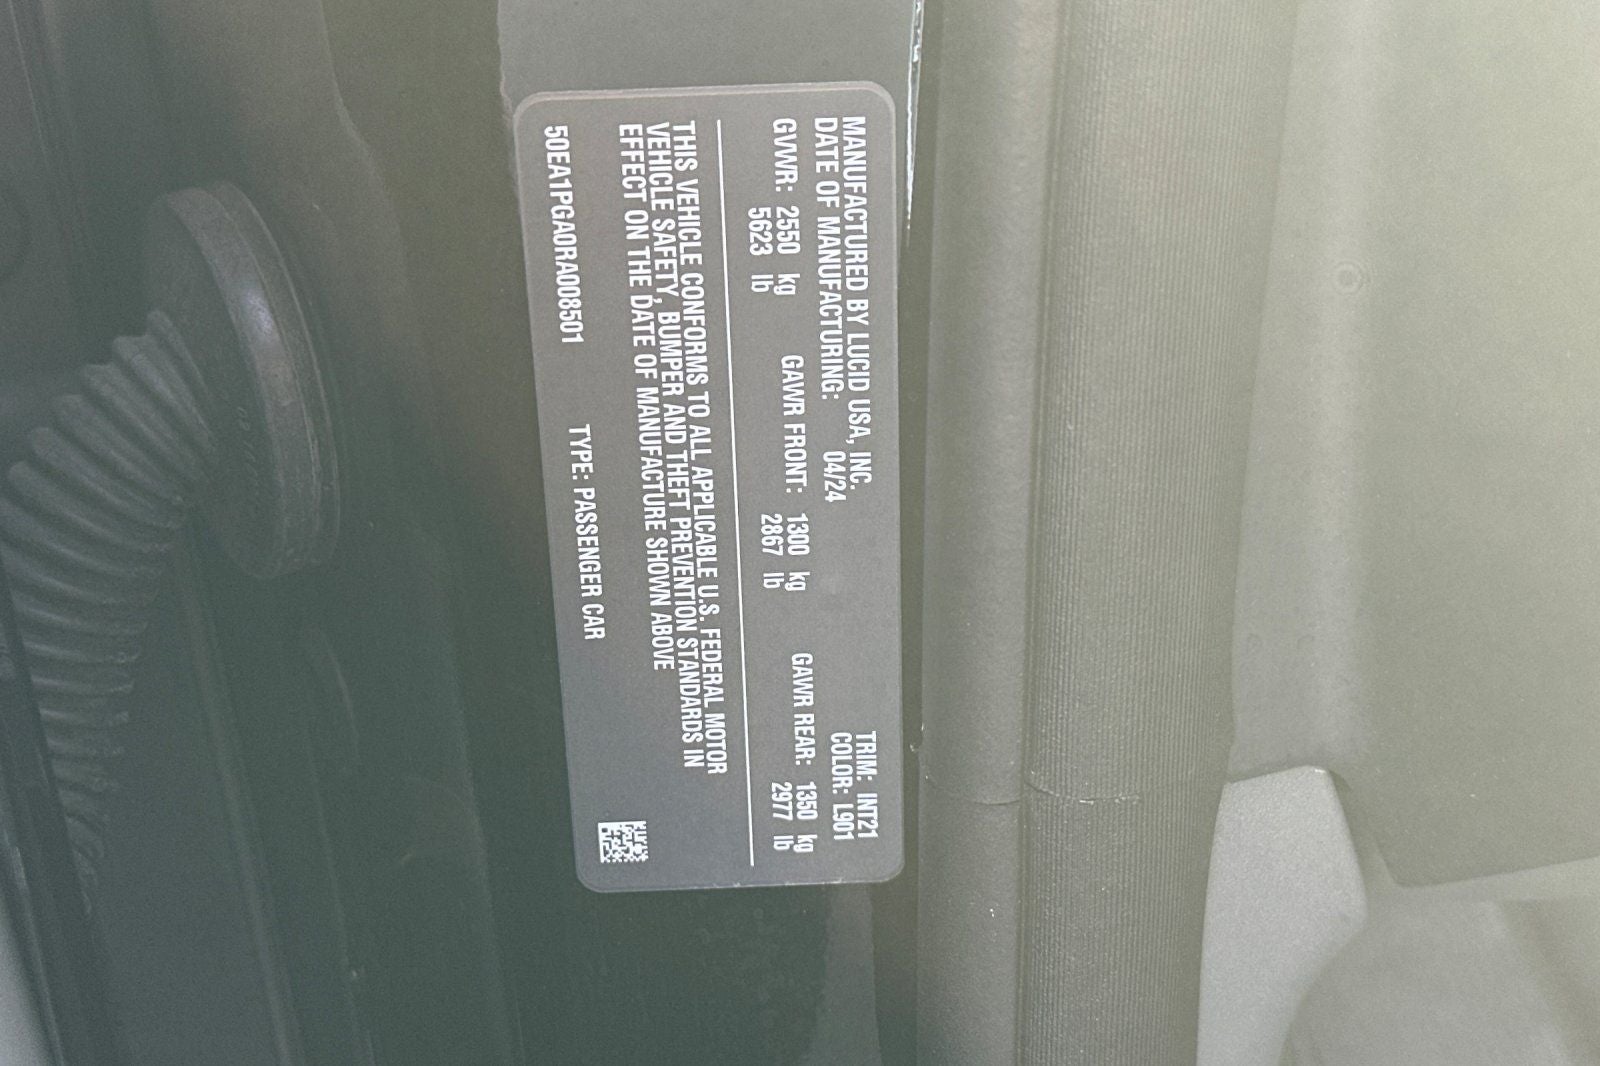 MANUFACTURED BY LUCID USA, INC. TRIM: INT21
DATE OF MANUFACTURING: 04/24 COLOR: L901
GVWR: 2550 kg GAWR FRONT: 1300 kg GAWR REAR: 1350 kg
5623 lb 2867 lb 2977 lb
THIS VEHICLE CONFORMS TO ALL APPLICABLE U.S. FEDERAL MOTOR
VEHICLE SAFETY, BUMPER AND THEFT PREVENTION STANDARDS IN
EFFECT ON THE DATE OF MANUFACTURE SHOWN ABOVE
50EA1PGA0RA008501 TYPE: PASSENGER CAR